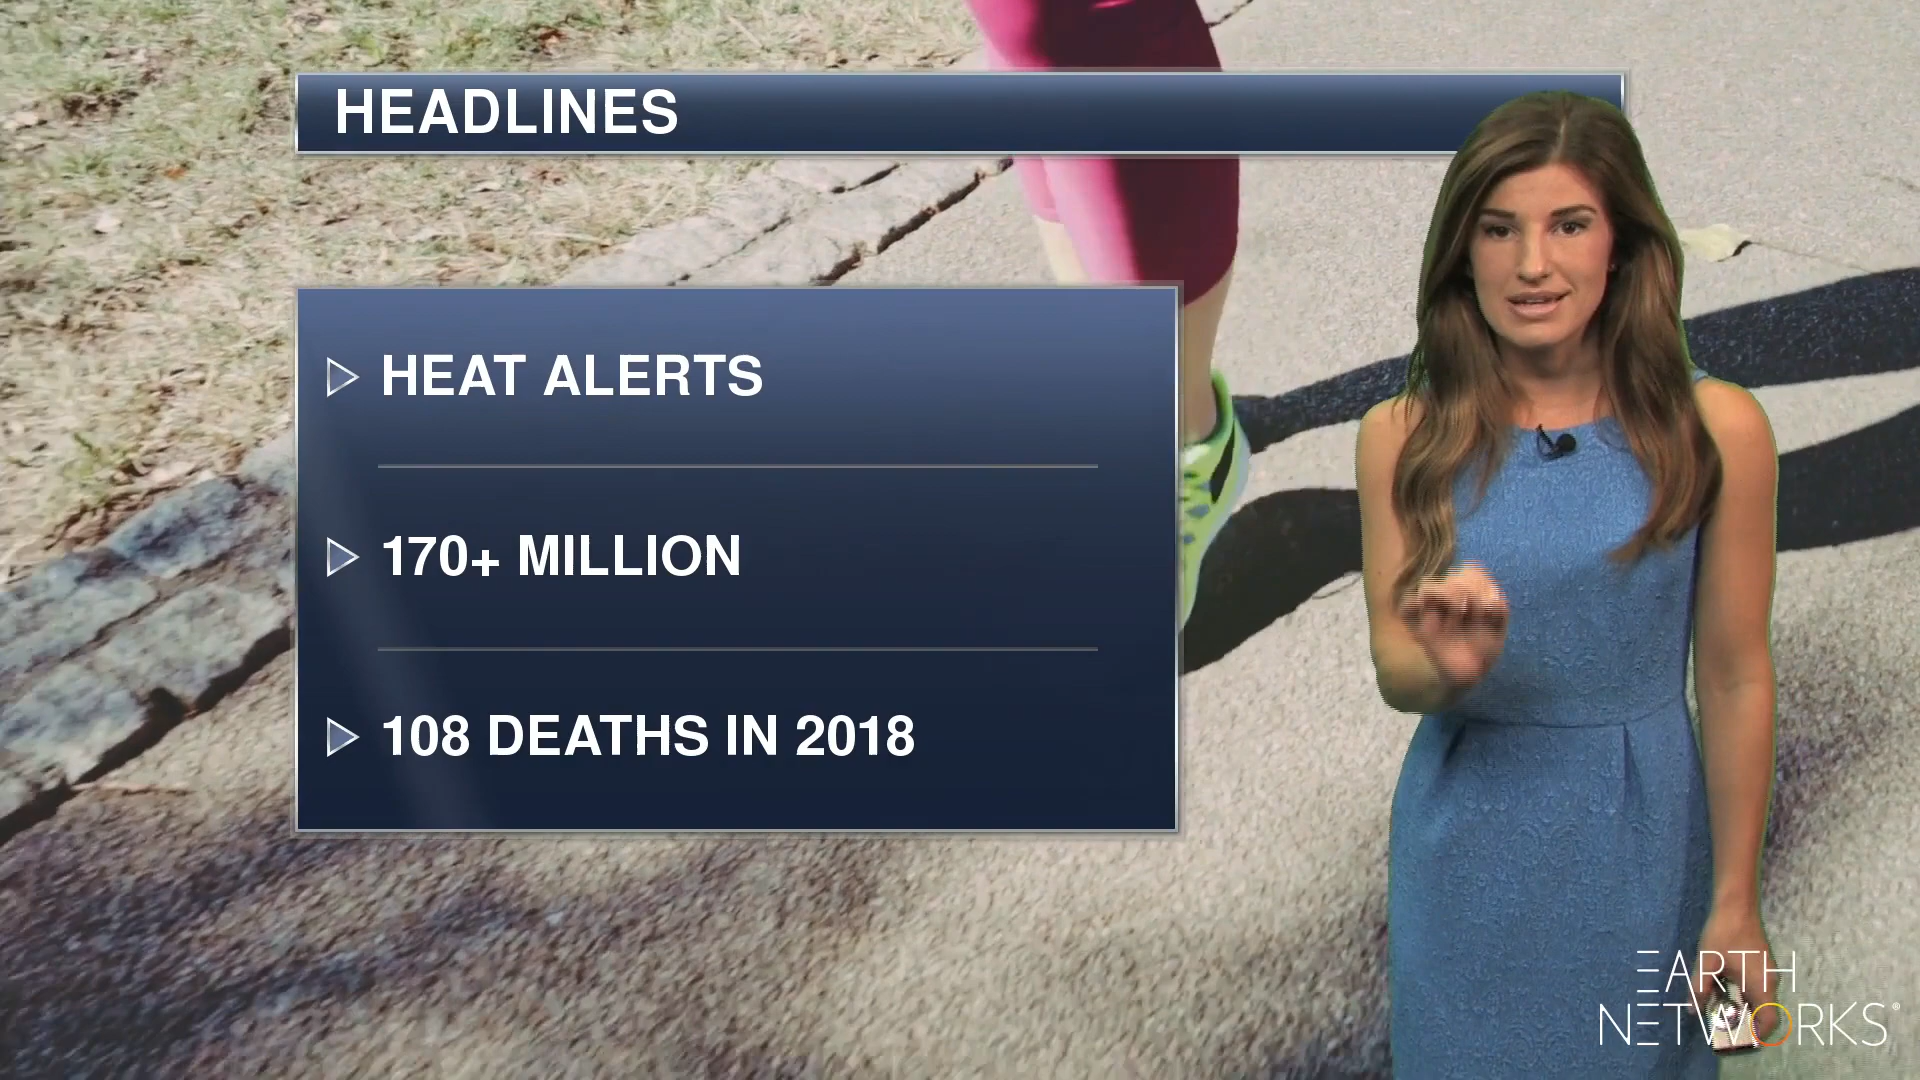 HEADLINES
HEAT ALERTS
170+ MILLION
108 DEATHS IN 2018
EARTH
NETWORKS®